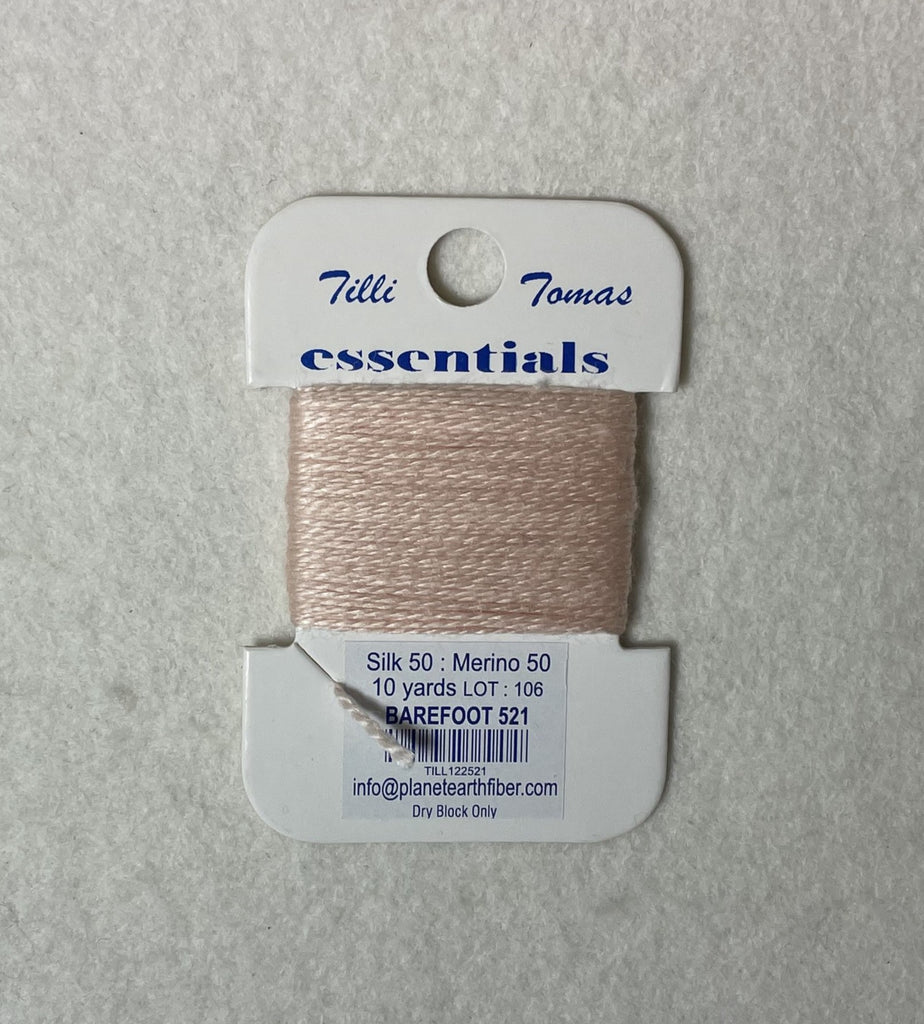 Tilli Tomas
essentials
Silk 50 : Merino 50
10 yards LOT : 106
BAREFOOT 521
TILL122521
info@planetearthfiber.com
Dry Block Only